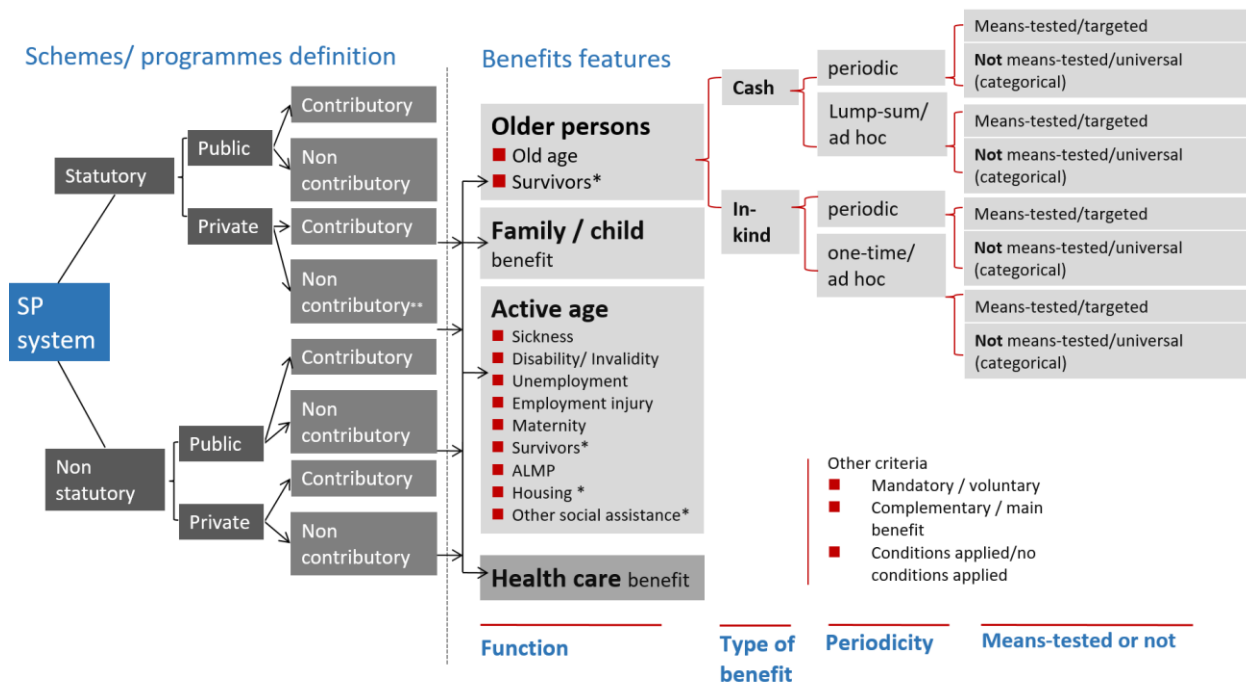 Schemes/ programmes definition
SP
system
Statutory
Non
statutory
Public
Private
Public
Private
Contributory
Non
contributory
Contributory
Non
contributory**
Contributory
Non
contributory
Contributory
Non
contributory
Benefits features
Older persons
Old age
Survivors*
Family / child
benefit
Active age
Sickness
Disability/ Invalidity
Unemployment
Employment injury
Maternity
Survivors*
ALMP
Housing *
Other social assistance*
Health care benefit
Cash
In-
kind
periodic
Lump-sum/
ad hoc
periodic
one-time/
ad hoc
Means-tested/targeted
Not means-tested/universal
(categorical)
Means-tested/targeted
Not means-tested/universal
(categorical)
Means-tested/targeted
Not means-tested/universal
(categorical)
Means-tested/targeted
Not means-tested/universal
(categorical)
Other criteria
Mandatory / voluntary
Complementary / main
benefit
Conditions applied/no
conditions applied
Function
Type of
benefit
Periodicity
Means-tested or not